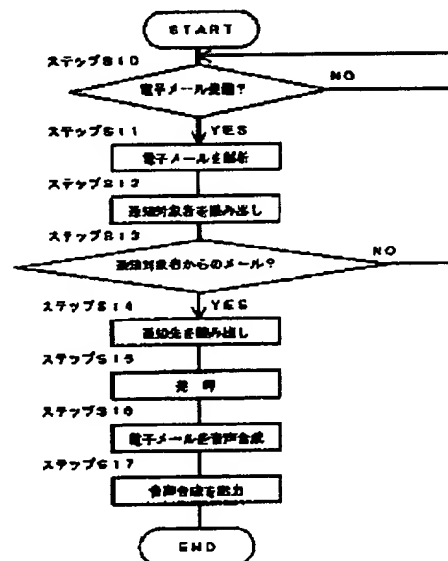 START
ステップS10
電子メール受信?
NO
ステップS11
YES
電子メールを解析
ステップS12
通知対象者を読み出し
ステップS13
通知対象者からのメール?
NO
ステップS14
YES
通知先を読み出し
ステップS15
発呼
ステップS16
電子メールを音声合成
ステップS17
音声合成を出力
END